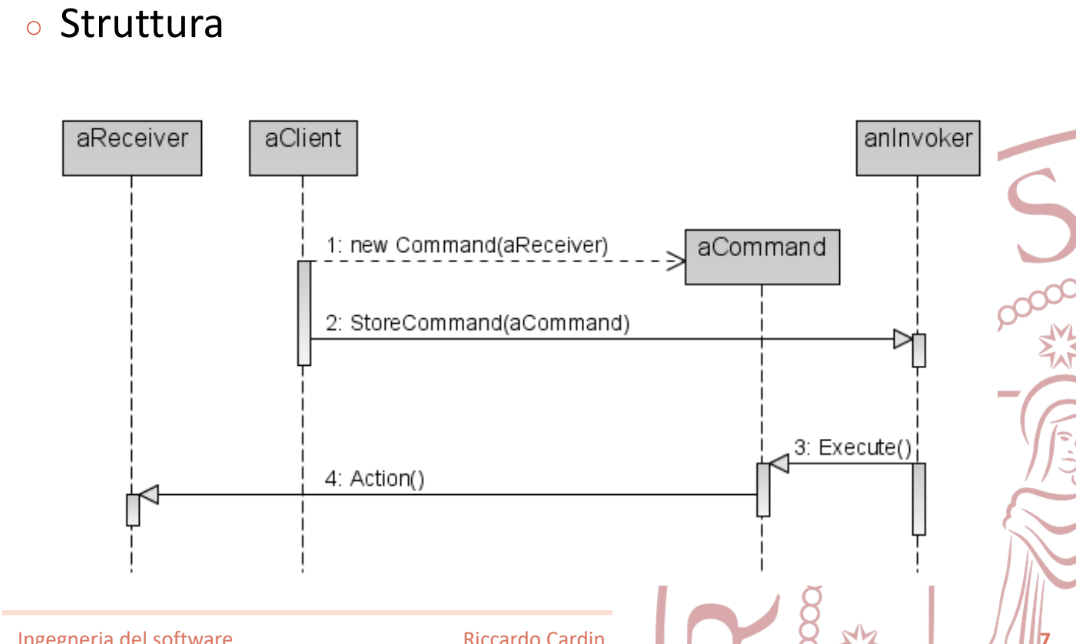 ○ Struttura
aReceiver
aClient
anInvoker
1: new Command(aReceiver)
aCommand
2: StoreCommand(aCommand)
3: Execute()
4: Action()
Ingegneria del software
Riccardo Cardin
7